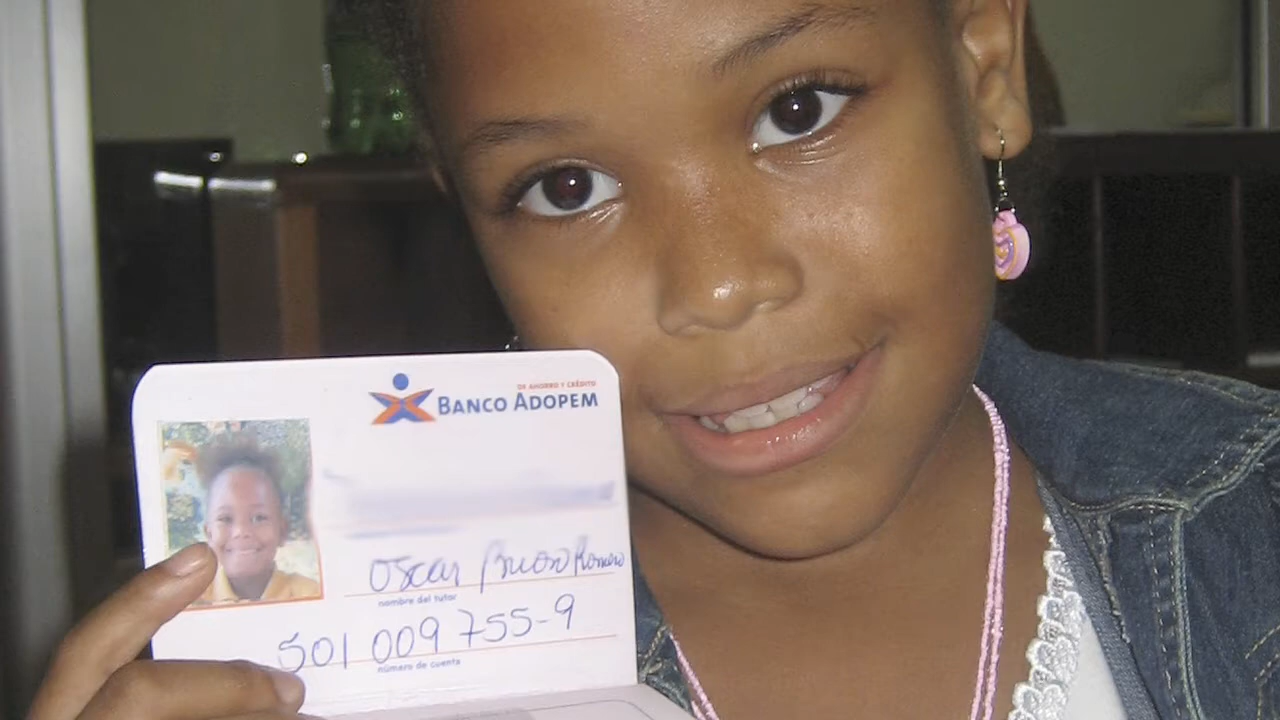 DE AHORRO Y CRÉDITO
BANCO ADOPEM
Oscar Romero
nombre del tutor
501 009 755-9
número de cuenta